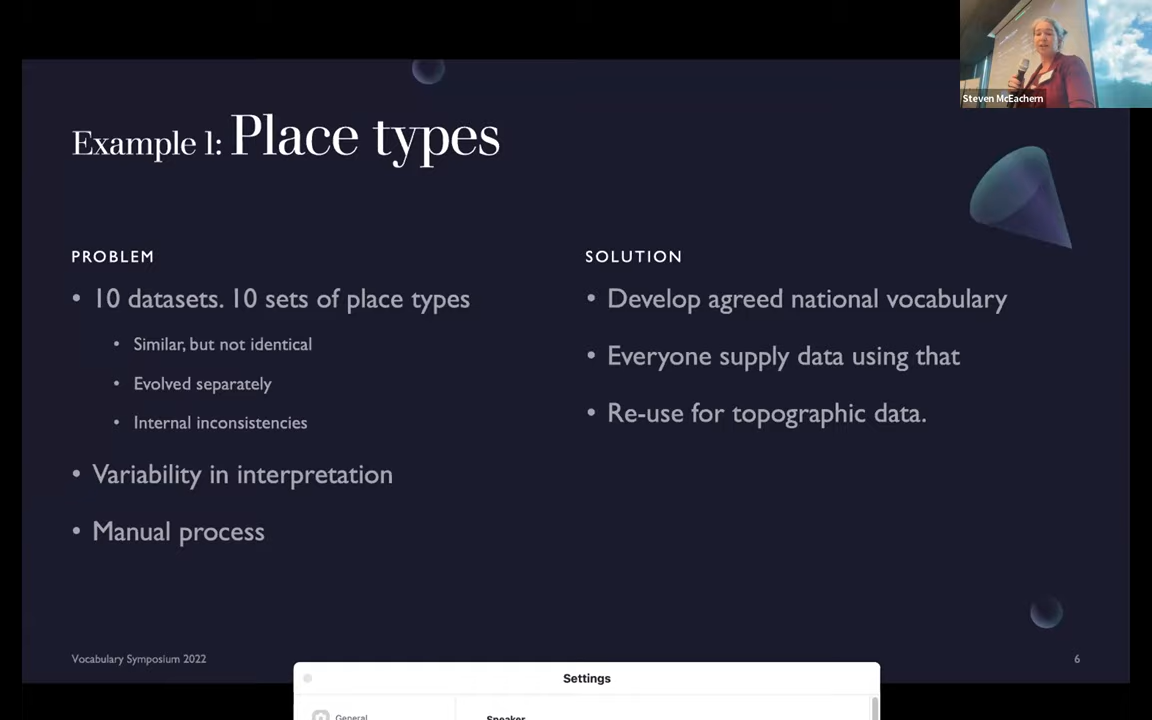 Steven McEachern
Example 1: Place types
PROBLEM
• 10 datasets. 10 sets of place types
• Similar, but not identical
• Evolved separately
• Internal inconsistencies
• Variability in interpretation
• Manual process
SOLUTION
• Develop agreed national vocabulary
• Everyone supply data using that
• Re-use for topographic data.
Vocabulary Symposium 2022
6
Settings
General
Speaker